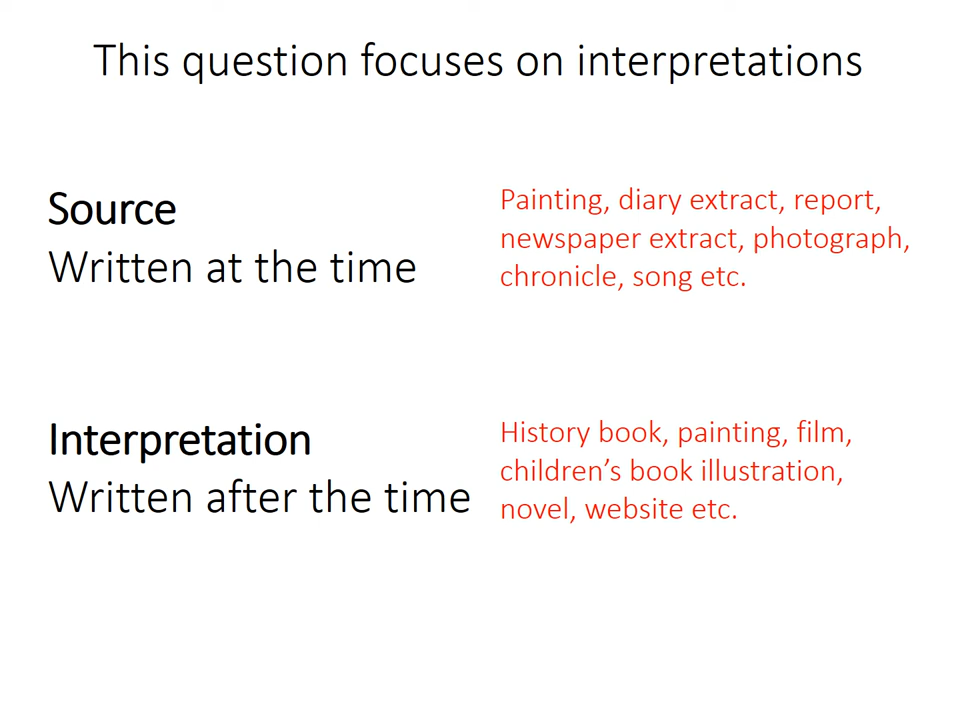 This question focuses on interpretations
Source
Written at the time
Painting, diary extract, report,
newspaper extract, photograph,
chronicle, song etc.
Interpretation
Written after the time
History book, painting, film,
children’s book illustration,
novel, website etc.